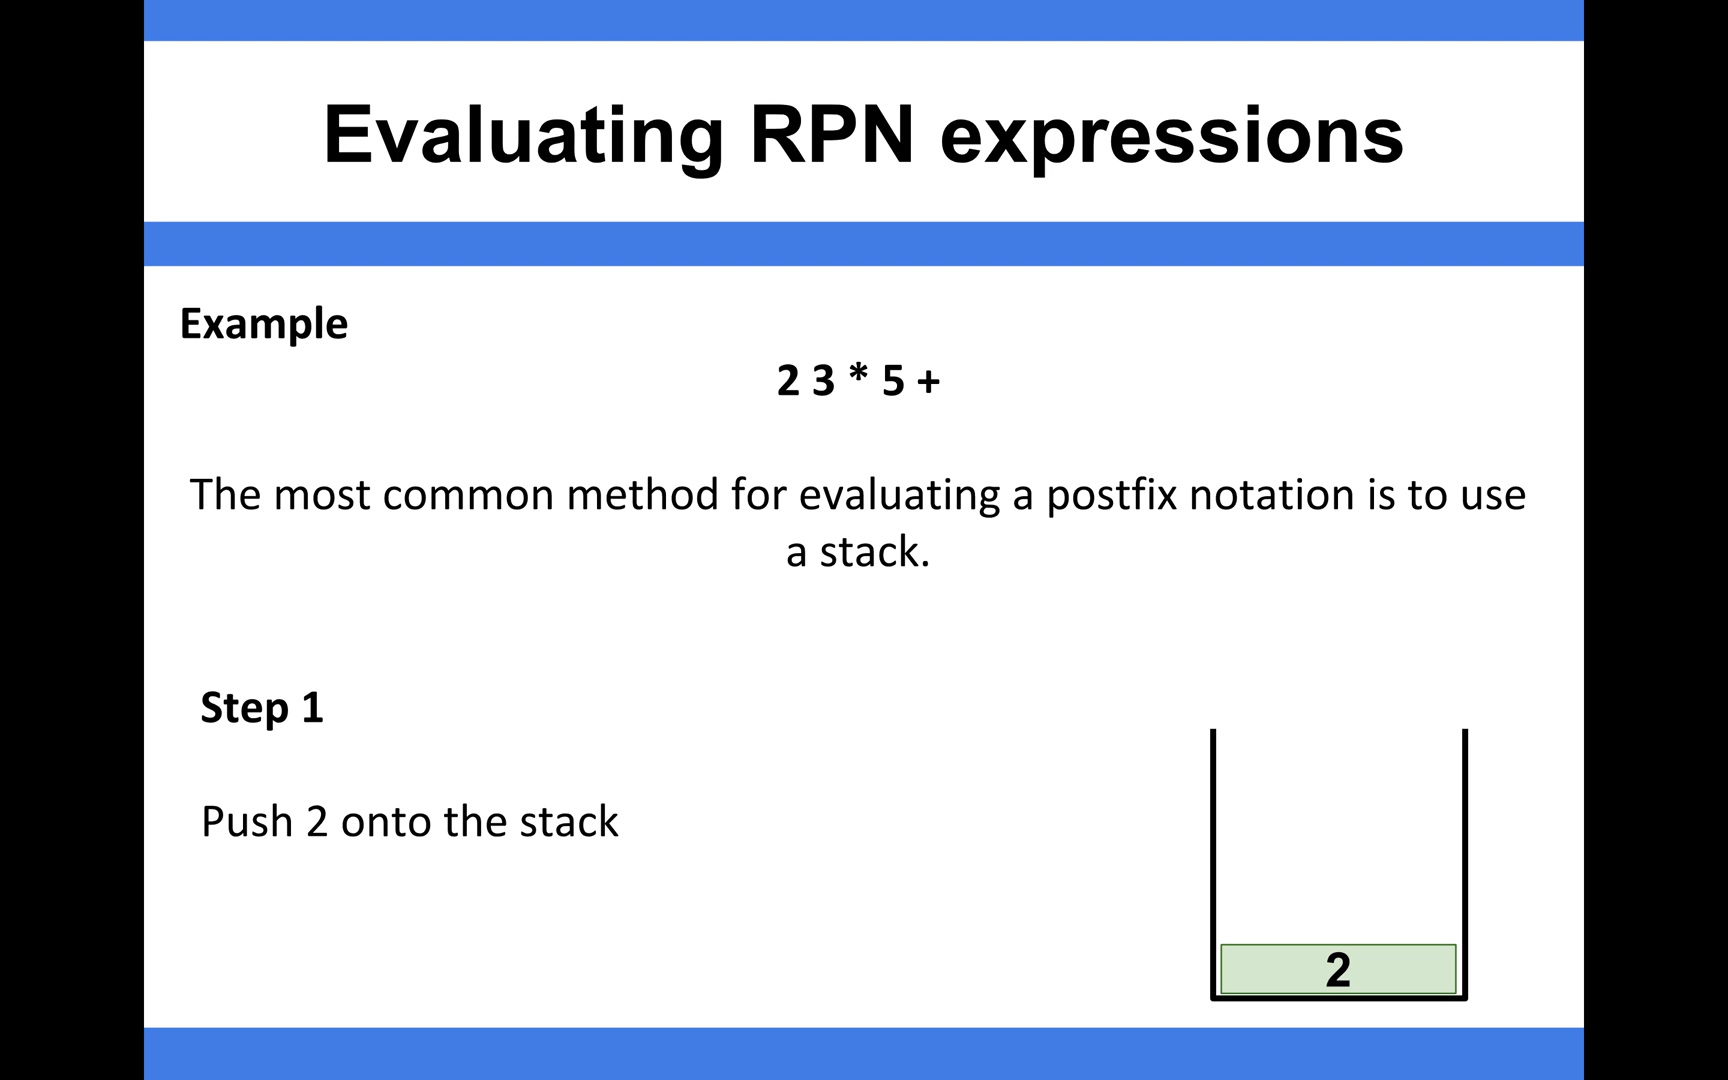 Evaluating RPN expressions
Example
2 3 * 5 +
The most common method for evaluating a postfix notation is to use
a stack.
Step 1
Push 2 onto the stack
2